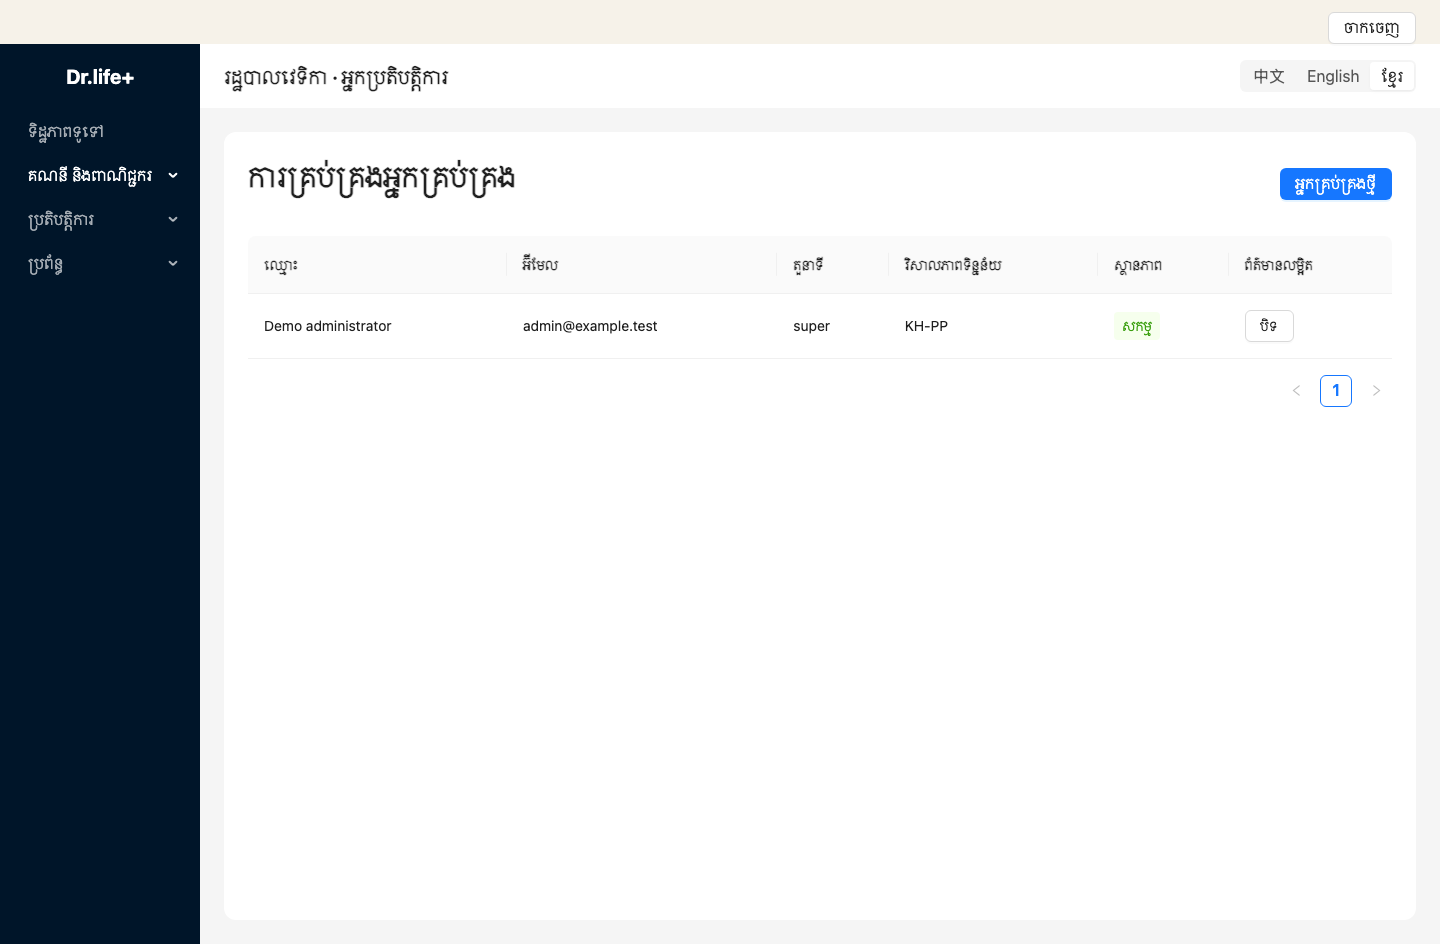 ចាកចេញ
Dr.life+
រដ្ឋបាលវេទិកា · អ្នកប្រតិបត្តិការ
中文 English ខ្មែរ
ទិដ្ឋភាពទូទៅ
គណនី និងពាណិជ្ជករ
ប្រតិបត្តិការ
ប្រព័ន្ធ
ការគ្រប់គ្រងអ្នកគ្រប់គ្រង
អ្នកគ្រប់គ្រងថ្មី
ឈ្មោះ អ៊ីមែល តួនាទី វិសាលភាពទិន្នន័យ ស្ថានភាព ព័ត៌មានលម្អិត
Demo administrator admin@example.test super KH-PP សកម្ម បិទ
1